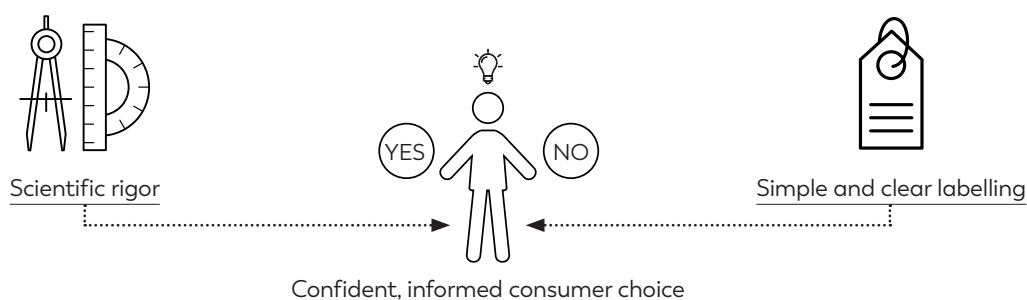 YES
NO
Scientific rigor
Simple and clear labelling
Confident, informed consumer choice